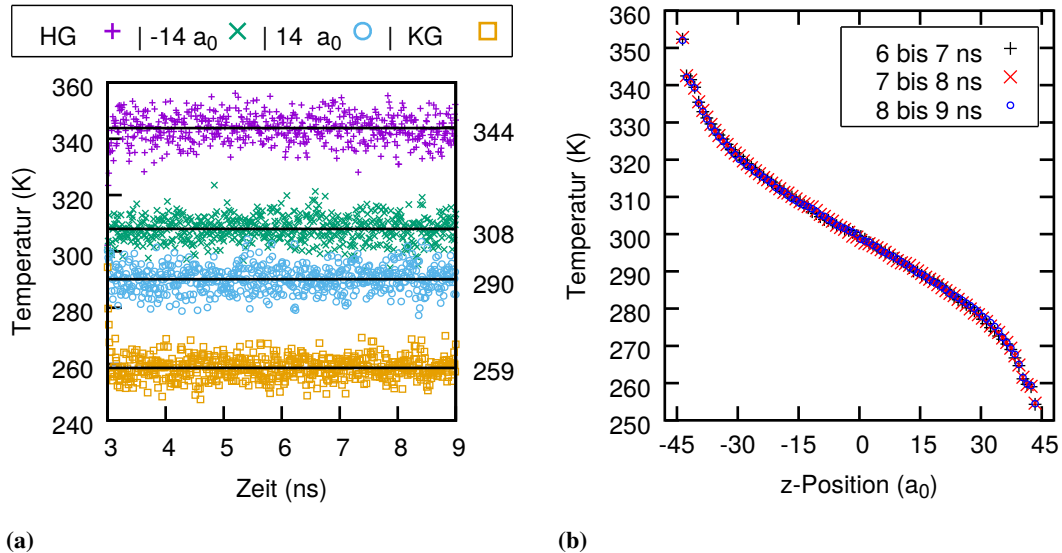 HG | -14 a0 | 14 a0 | KG
360
340
320
300
280
260
240
344
308
290
259
3 4 5 6 7 8 9
Temperatur (K)
Zeit (ns)
(a)
6 bis 7 ns
7 bis 8 ns
8 bis 9 ns
360
350
340
330
320
310
300
290
280
270
260
250
-45 -30 -15 0 15 30 45
Temperatur (K)
z-Position (a0)
(b)